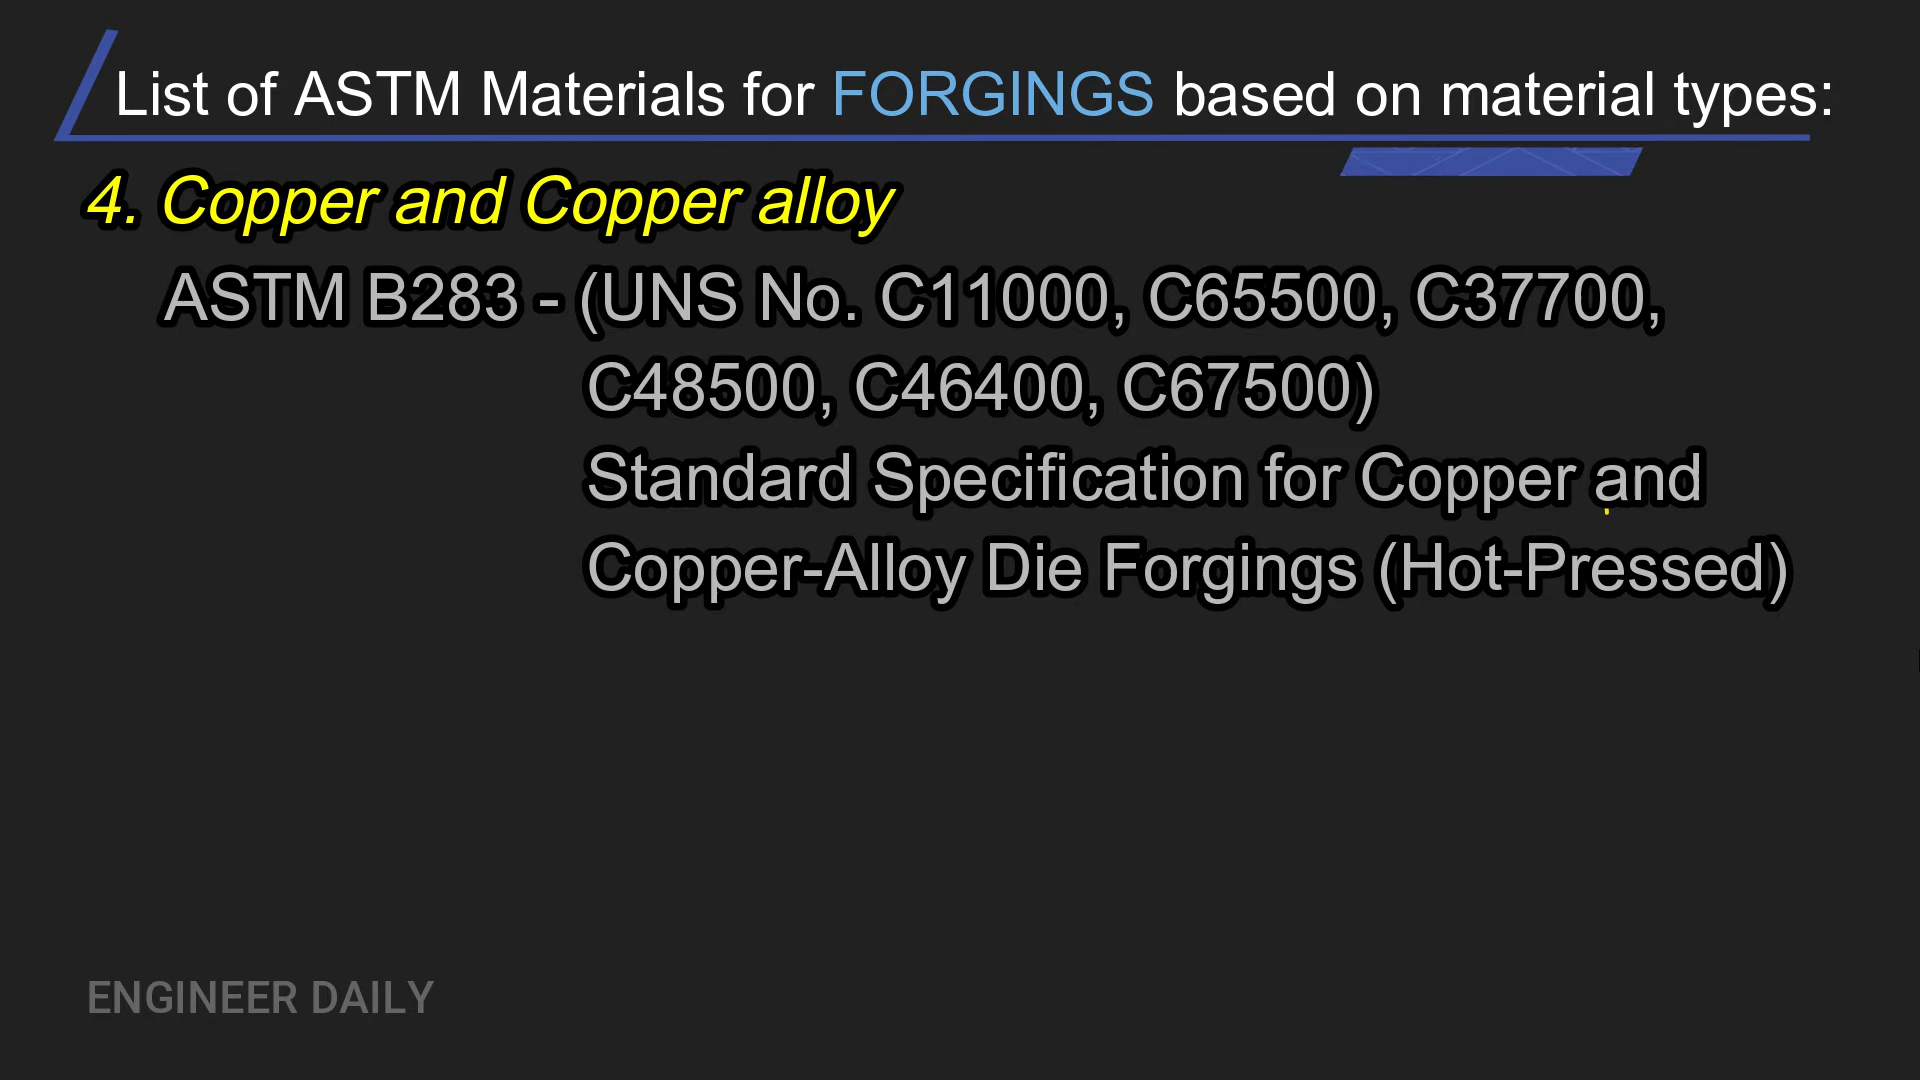 List of ASTM Materials for FORGINGS based on material types:
4. Copper and Copper alloy
ASTM B283 - (UNS No. C11000, C65500, C37700,
C48500, C46400, C67500)
Standard Specification for Copper and
Copper-Alloy Die Forgings (Hot-Pressed)
ENGINEER DAILY